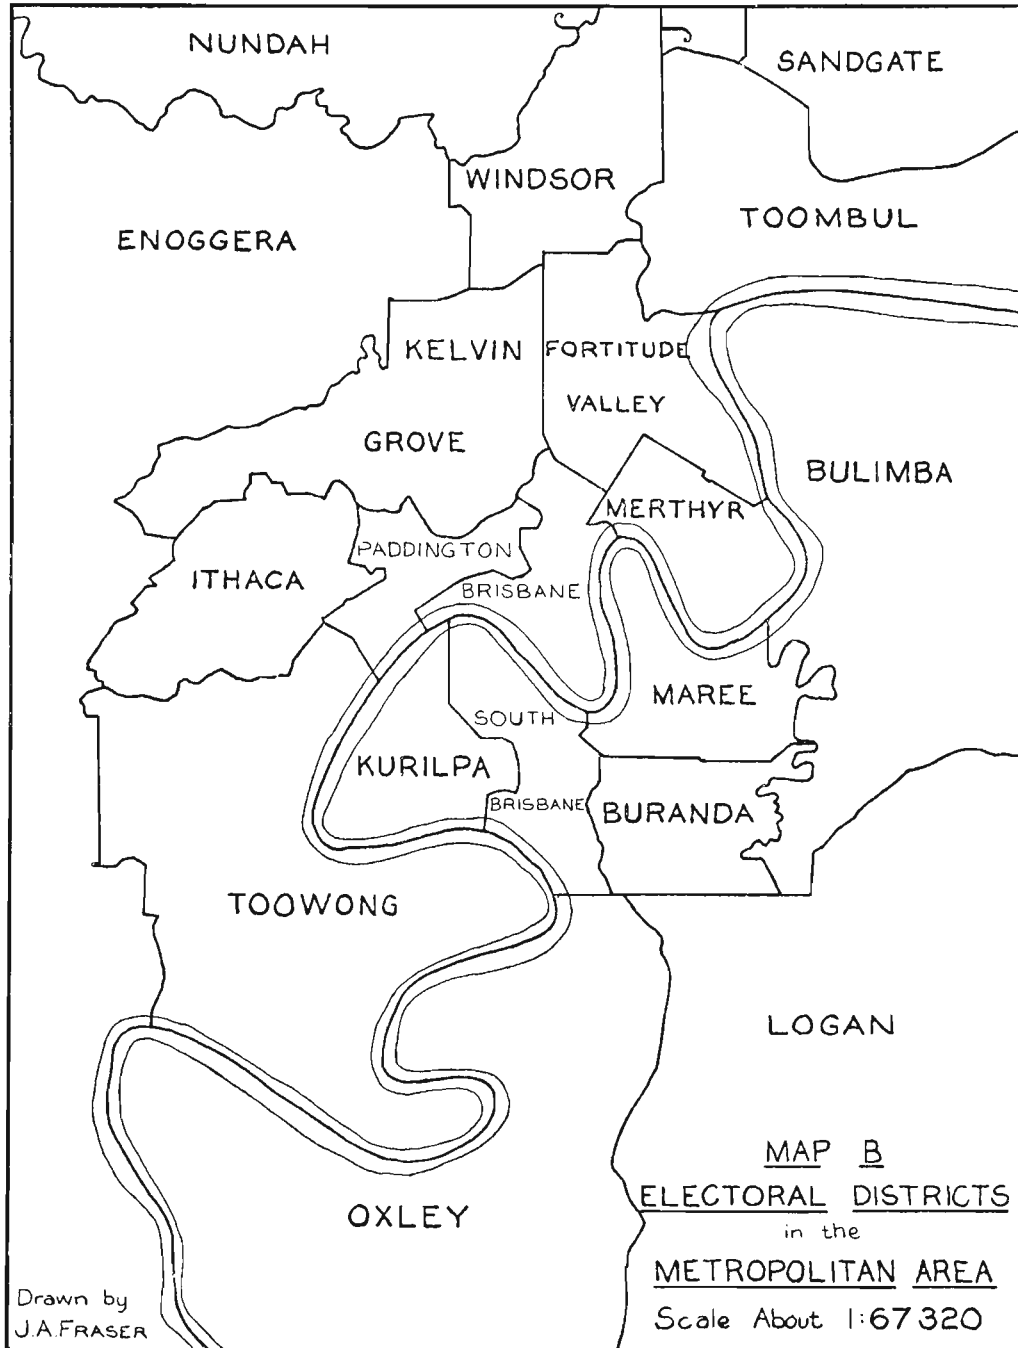 NUNDAH
SANDGATE
WINDSOR
TOOMBUL
ENOGGERA
KELVIN
GROVE
FORTITUDE
VALLEY
BULIMBA
MERTHYR
PADDINGTON
ITHACA
BRISBANE
MAREE
SOUTH
BRISBANE
KURILPA
BURANDA
TOOWONG
LOGAN
OXLEY
MAP B
ELECTORAL DISTRICTS
in the
METROPOLITAN AREA
Scale About 1:67320
Drawn by
J.A.FRASER